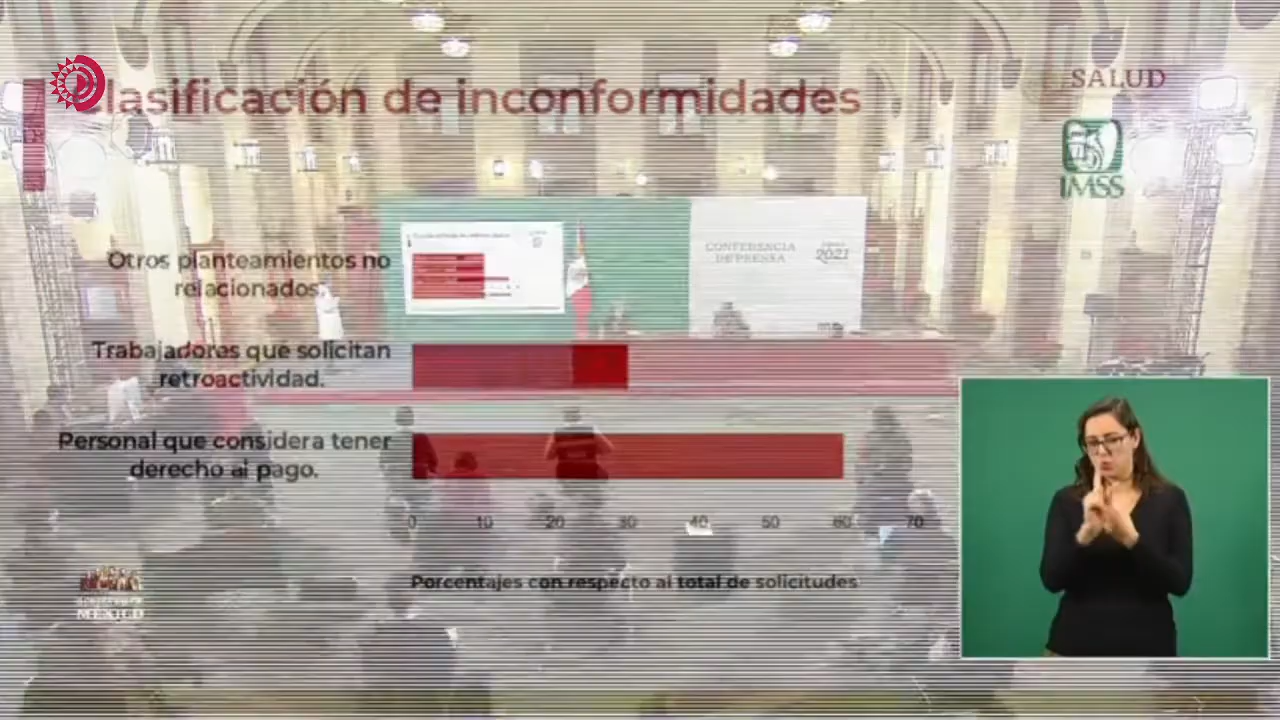 Clasificación de inconformidades
SALUD
IMSS
Otros planteamientos no
relacionados.
CONFERENCIA
DE PRENSA
2021
Trabajadores que solicitan
retroactividad.
Personal que considera tener
derecho al pago.
0 10 20 30 40 50 60 70
Porcentajes con respecto al total de solicitudes
MÉXICO